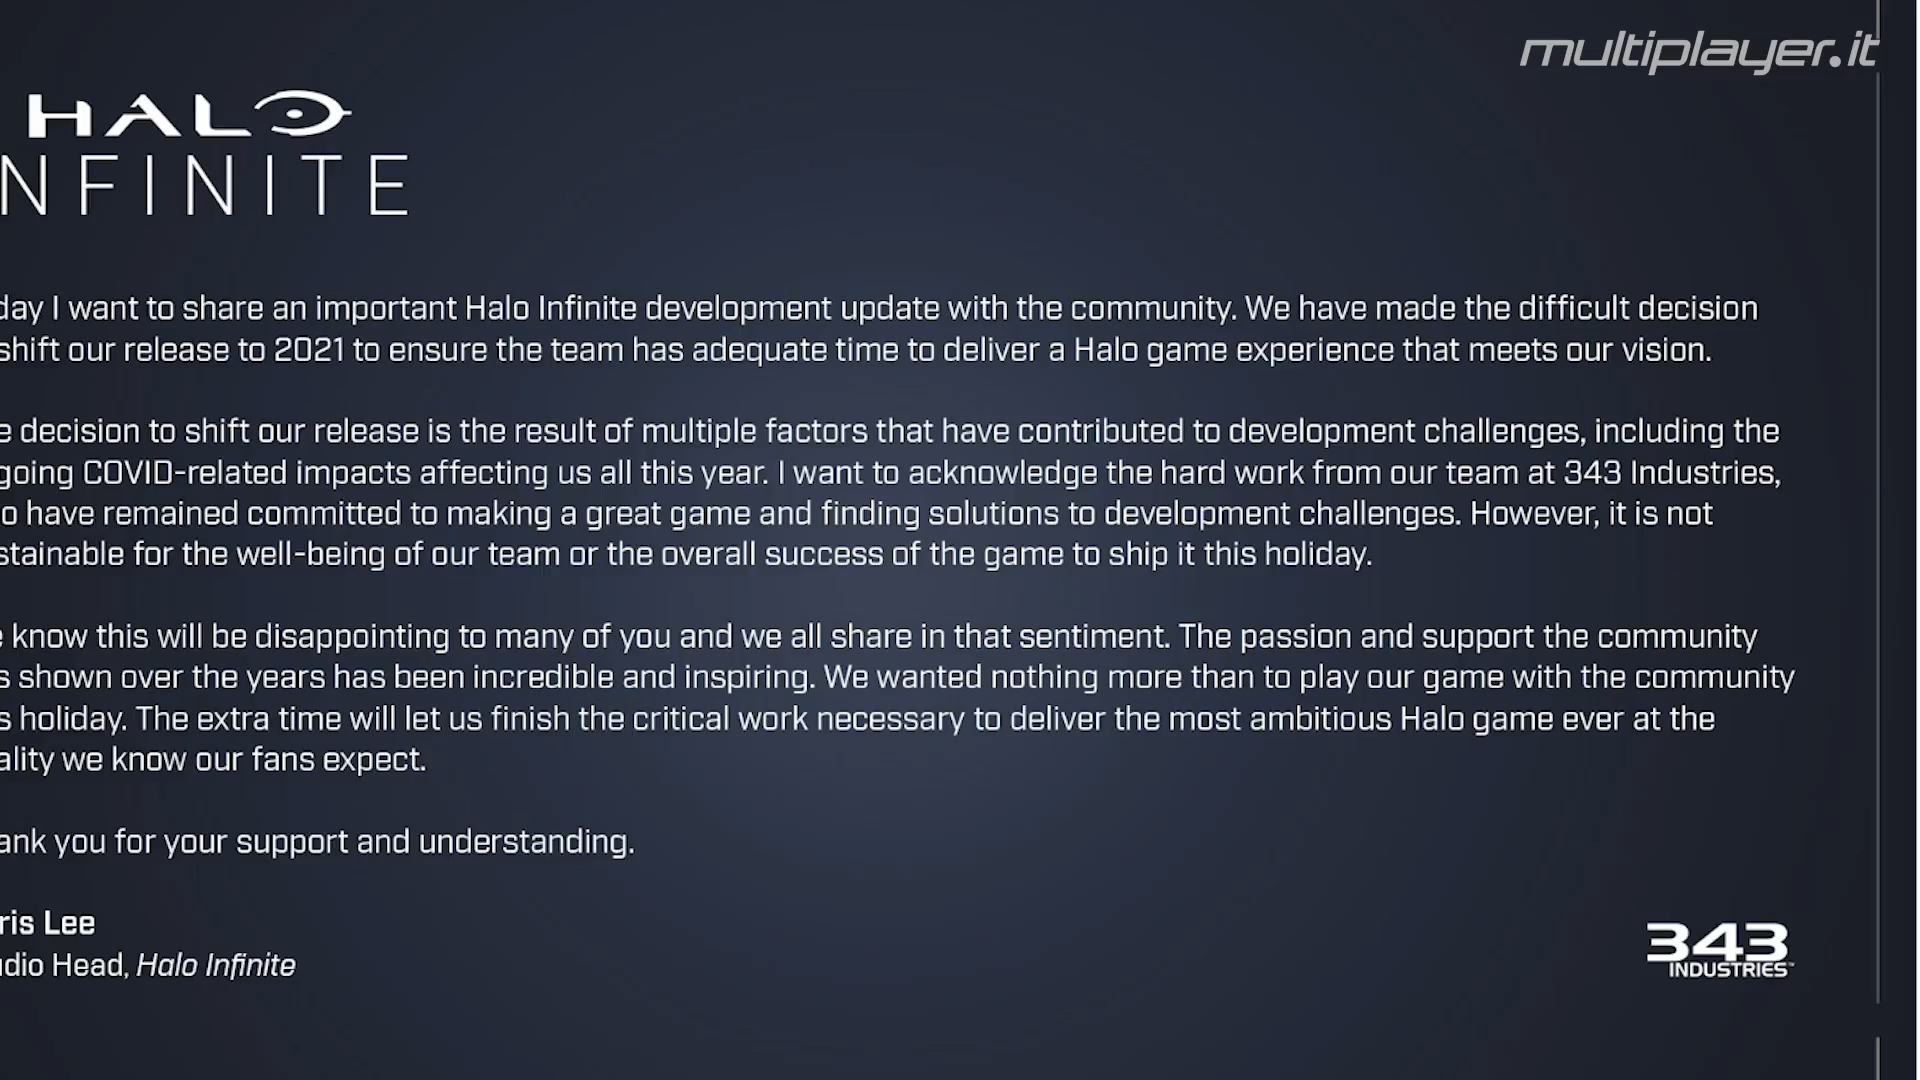 multiplayer.it
HALO
NFINITE
day I want to share an important Halo Infinite development update with the community. We have made the difficult decision
shift our release to 2021 to ensure the team has adequate time to deliver a Halo game experience that meets our vision.
e decision to shift our release is the result of multiple factors that have contributed to development challenges, including the
going COVID-related impacts affecting us all this year. I want to acknowledge the hard work from our team at 343 Industries,
o have remained committed to making a great game and finding solutions to development challenges. However, it is not
stainable for the well-being of our team or the overall success of the game to ship it this holiday.
e know this will be disappointing to many of you and we all share in that sentiment. The passion and support the community
s shown over the years has been incredible and inspiring. We wanted nothing more than to play our game with the community
s holiday. The extra time will let us finish the critical work necessary to deliver the most ambitious Halo game ever at the
ality we know our fans expect.
ank you for your support and understanding.
ris Lee
udio Head, Halo Infinite
343
INDUSTRIES™